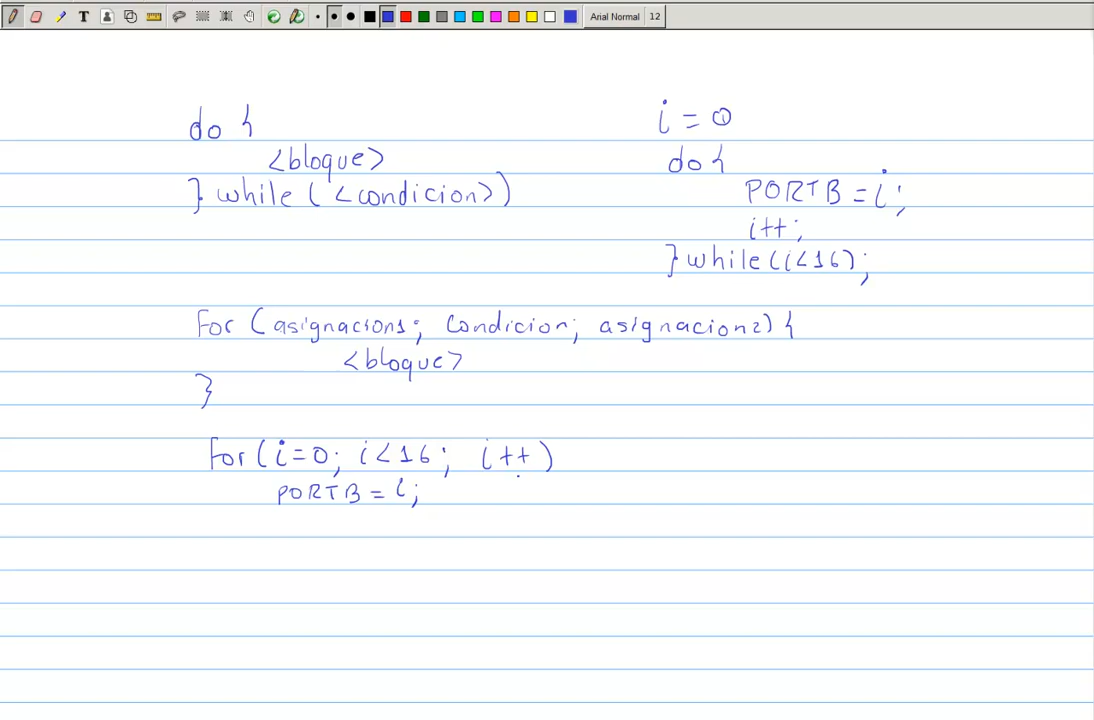 Arial Normal 12
do {
<bloque>
} while ( <condicion>)
i = 0
do {
PORTB = i;
i++;
} while (i<16);
For (asignacion1; condicion; asignacion2) {
<bloque>
}
For (i=0; i<16; i++)
PORTB = i;